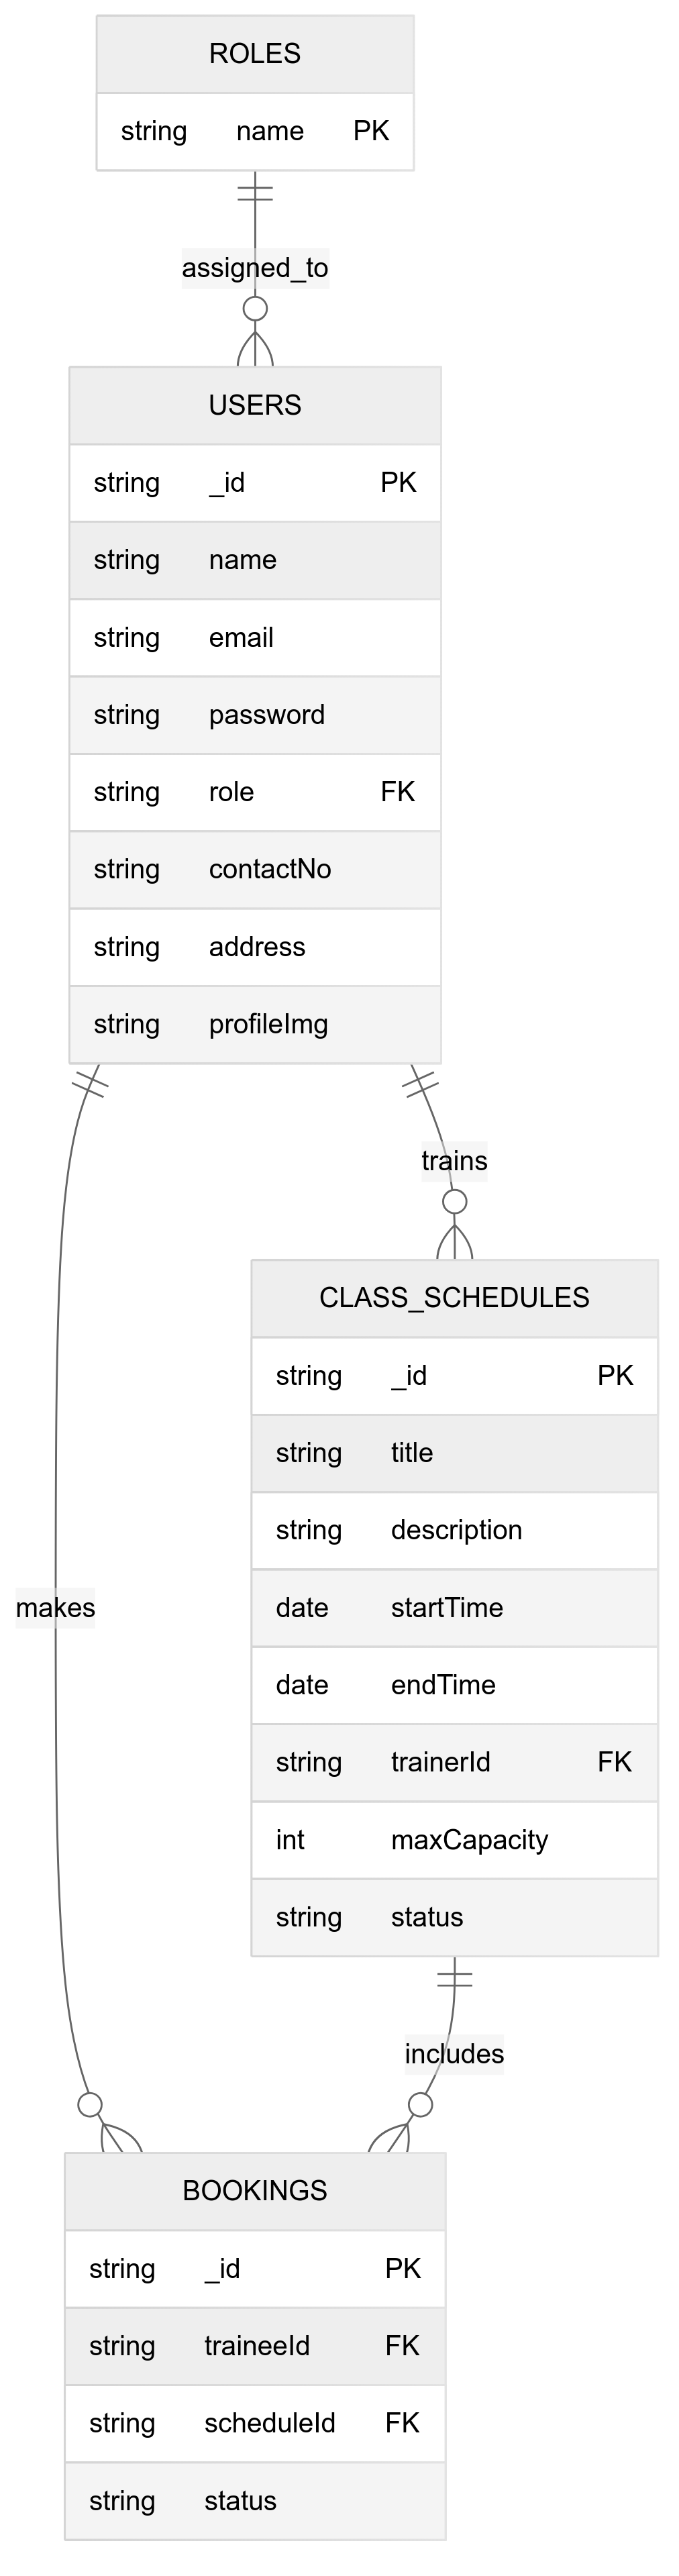 ROLES
string name PK
assigned_to
USERS
string _id PK
string name
string email
string password
string role FK
string contactNo
string address
string profileImg
trains
CLASS_SCHEDULES
string _id PK
string title
string description
date startTime
makes
date endTime
string trainerId FK
int maxCapacity
string status
includes
BOOKINGS
string _id PK
string traineeId FK
string scheduleId FK
string status